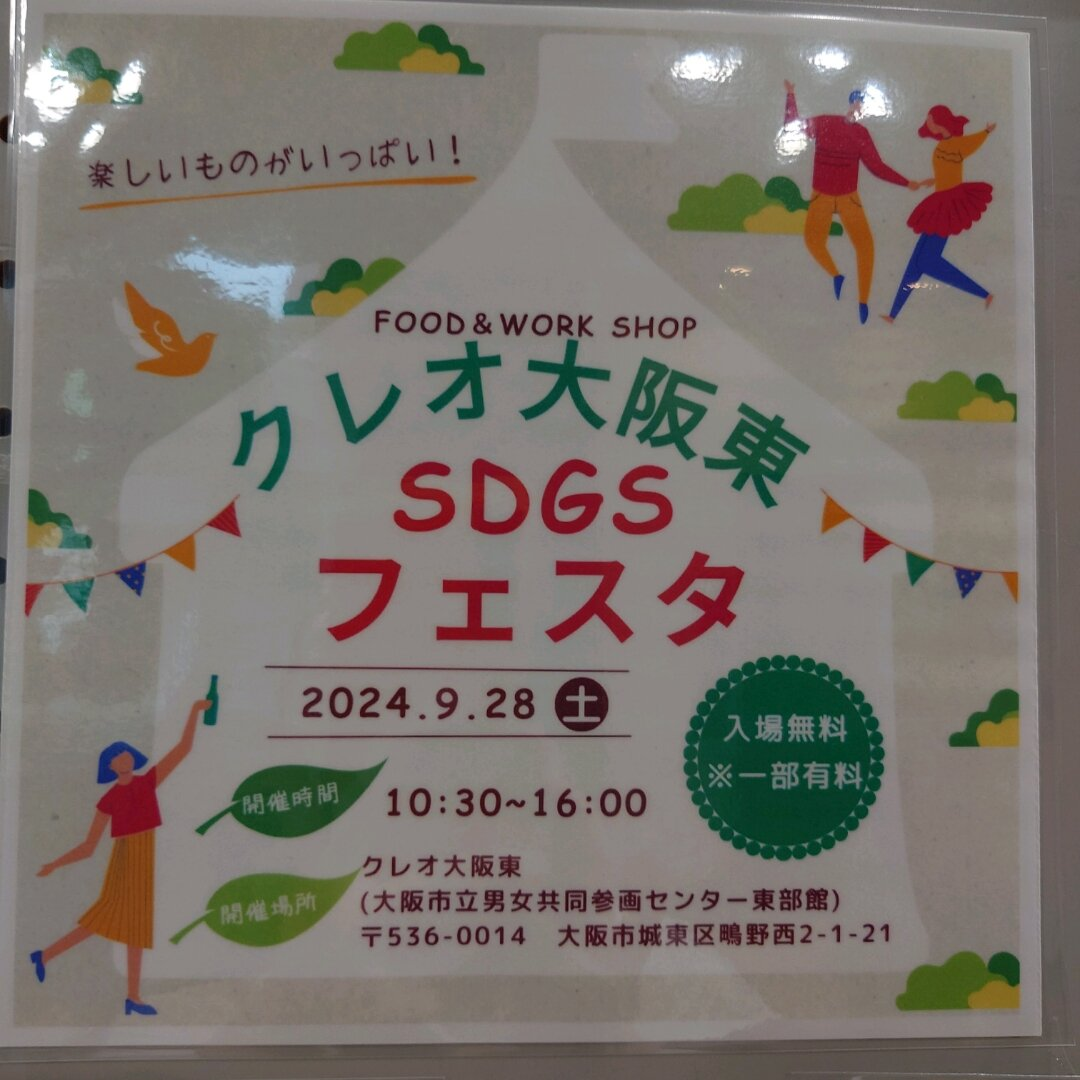 楽しいものがいっぱい!
FOOD&WORK SHOP
クレオ大阪東
SDGS
フェスタ
2024.9.28 土
入場無料
※一部有料
開催時間
10:30~16:00
開催場所
クレオ大阪東
(大阪市立男女共同参画センター東部館)
〒536-0014 大阪市城東区鴫野西2-1-21